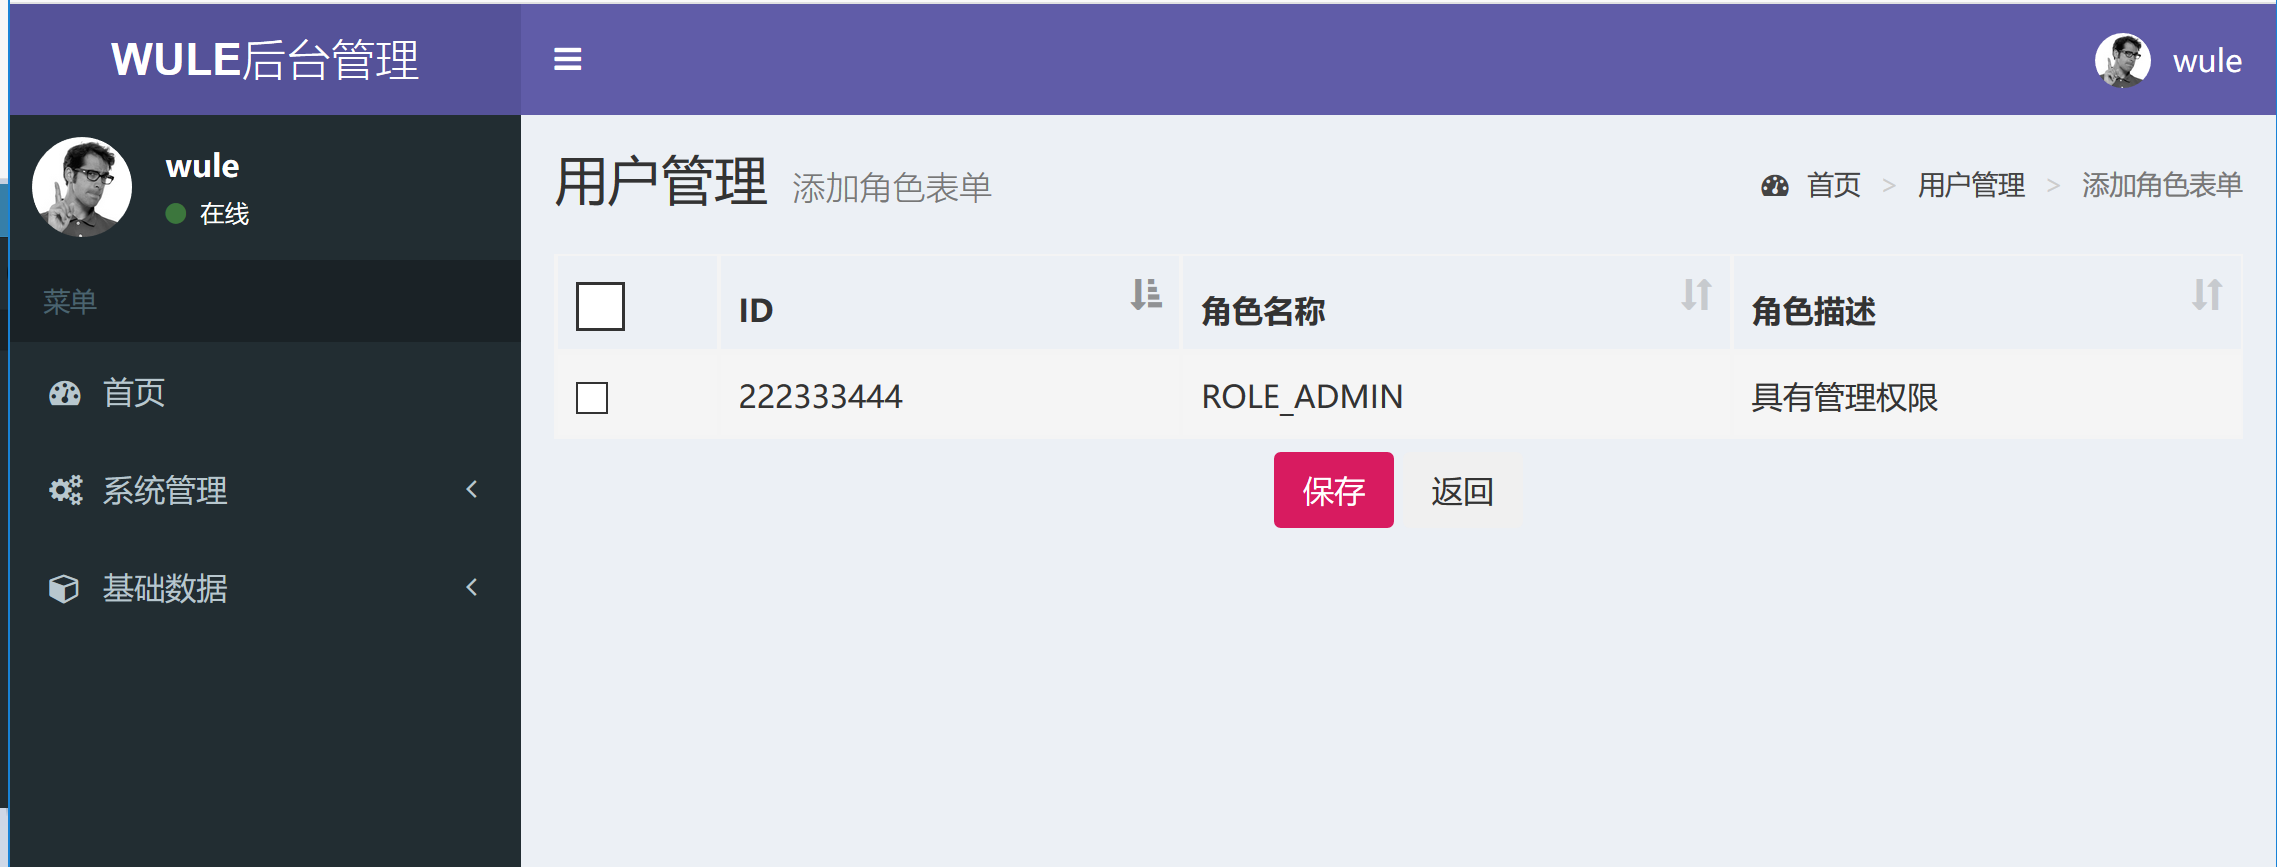 WULE后台管理
wule
wule
在线
菜单
首页
系统管理
基础数据
用户管理 添加角色表单
首页 > 用户管理 > 添加角色表单
ID 角色名称 角色描述
222333444 ROLE_ADMIN 具有管理权限
保存 返回